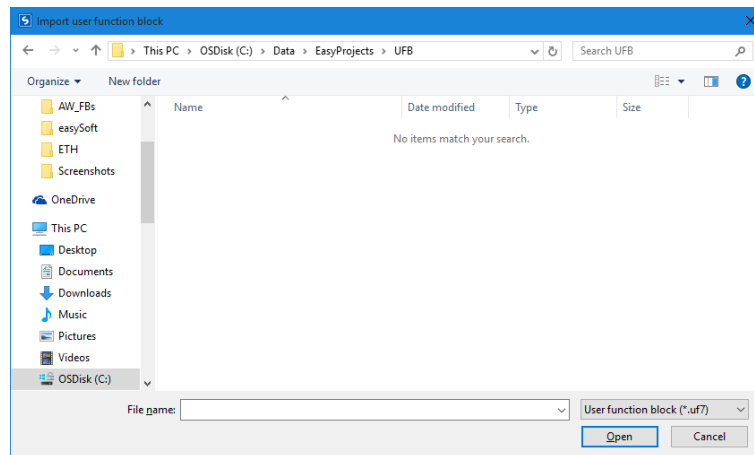 Import user function block
This PC > OSDisk (C:) > Data > EasyProjects > UFB
Search UFB
Organize
New folder
Name
Date modified
Type
Size
No items match your search.
AW_FBs
easySoft
ETH
Screenshots
OneDrive
This PC
Desktop
Documents
Downloads
Music
Pictures
Videos
OSDisk (C:)
File name:
User function block (*.uf7)
Open
Cancel